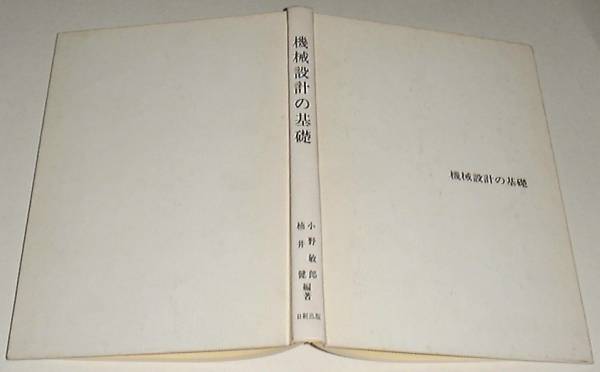 機械設計の基礎
小野敏郎
楠井健
編著
日新出版
機械設計の基礎